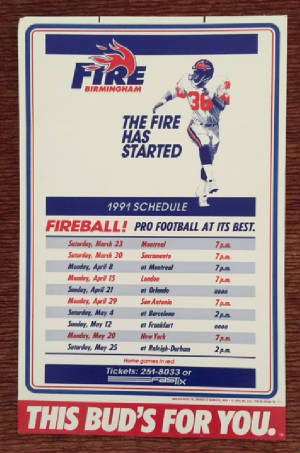 FIRE
BIRMINGHAM
36
THE FIRE
HAS
STARTED
1991 SCHEDULE
FIREBALL! PRO FOOTBALL AT ITS BEST.
Saturday, March 23 Montreal 7 p.m.
Saturday, March 30 Sacramento 7 p.m.
Monday, April 8 at Montreal 7 p.m.
Monday, April 15 London 7 p.m.
Sunday, April 21 at Orlando
Monday, April 29 San Antonio 7 p.m.
Saturday, May 4 at Barcelona 2 p.m.
Sunday, May 12 at Frankfurt
Monday, May 20 New York 7 p.m.
Saturday, May 25 at Raleigh-Durham 2 p.m.
Home games in red.
Tickets: 251-8033 or
FasTix
THIS BUD'S FOR YOU.